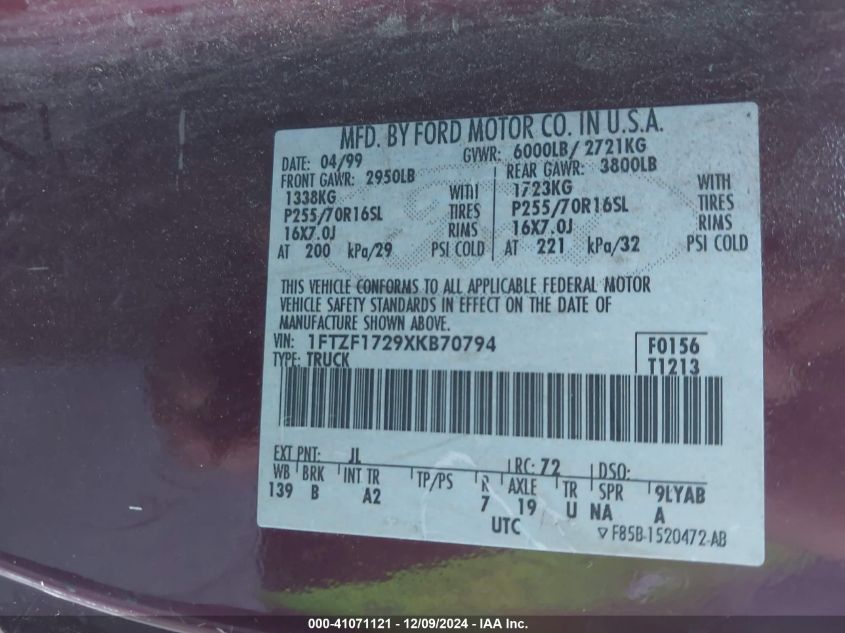 MFD. BY FORD MOTOR CO. IN U.S.A.
DATE: 04/99 GVWR: 6000LB/ 2721KG
FRONT GAWR: 2950LB REAR GAWR: 3800LB
1338KG WITH 1723KG WITH
P255/70R16SL TIRES P255/70R16SL TIRES
16X7.0J RIMS 16X7.0J RIMS
AT 200 kPa/29 PSI COLD AT 221 kPa/32 PSI COLD
THIS VEHICLE CONFORMS TO ALL APPLICABLE FEDERAL MOTOR
VEHICLE SAFETY STANDARDS IN EFFECT ON THE DATE OF
MANUFACTURE SHOWN ABOVE.
VIN: 1FTZF1729XKB70794 F0156
TYPE: TRUCK T1213
EXT PNT: JL RC: 72 DSO:
WB BRK INT TR TP/PS R AXLE TR SPR 9LYAB
139 B A2 7 19 U NA A
UTC F85B-1520472-AB
000-41071121 - 12/09/2024 - IAA Inc.